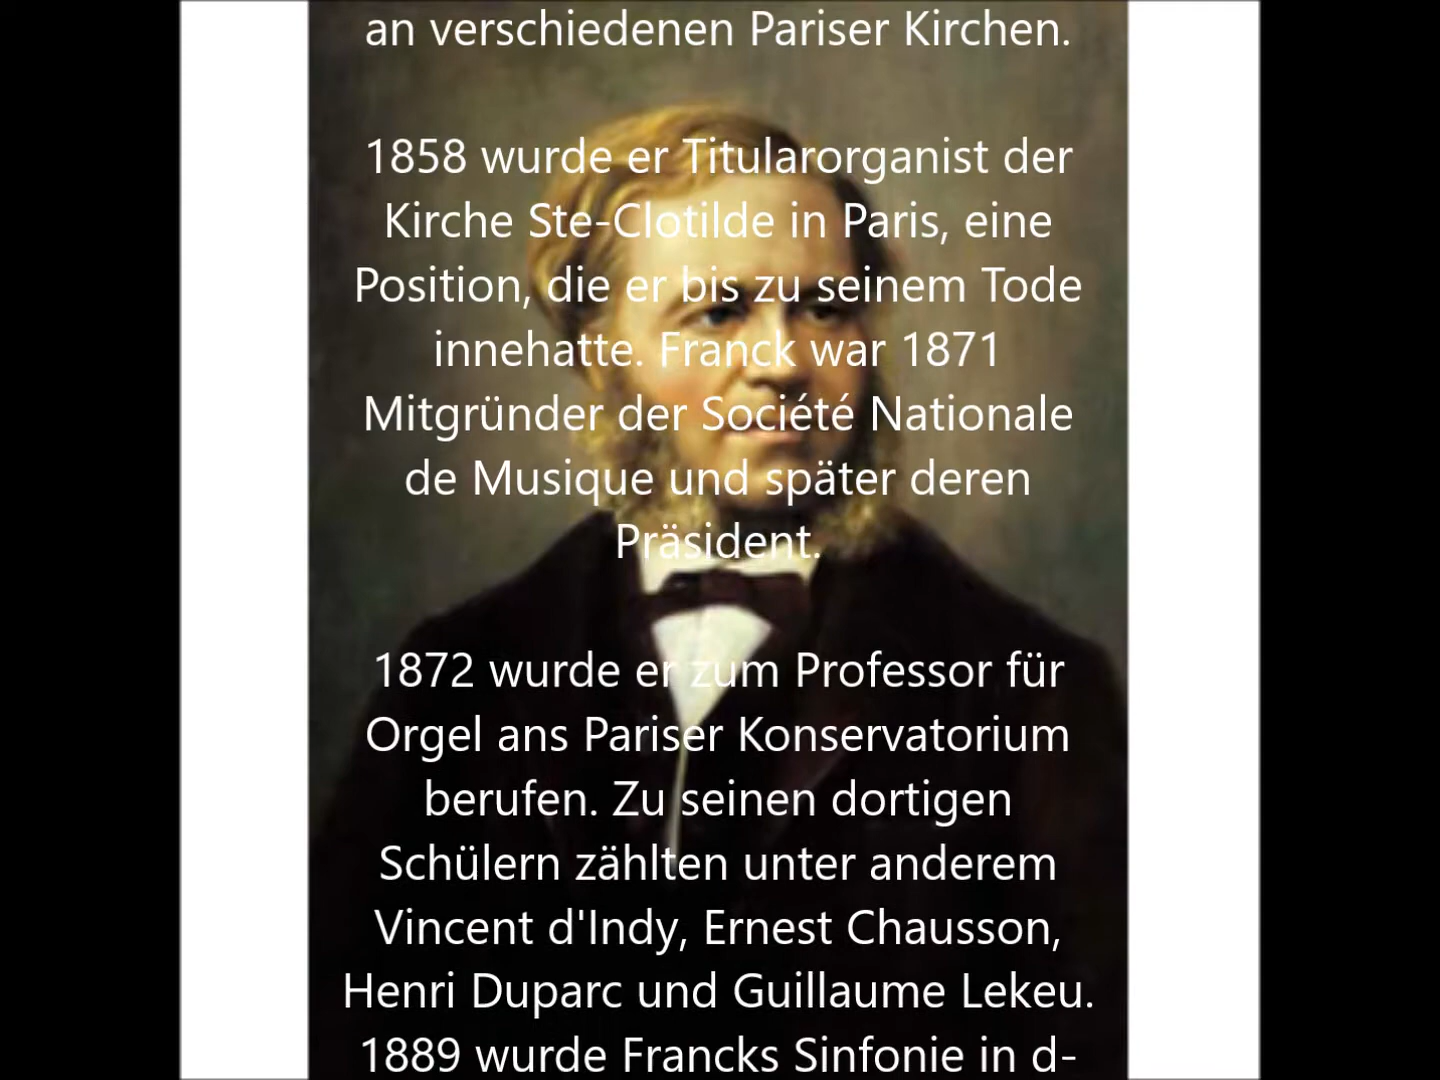 an verschiedenen Pariser Kirchen.
1858 wurde er Titularorganist der
Kirche Ste-Clotilde in Paris, eine
Position, die er bis zu seinem Tode
innehatte. Franck war 1871
Mitgründer der Société Nationale
de Musique und später deren
Präsident.
1872 wurde er zum Professor für
Orgel ans Pariser Konservatorium
berufen. Zu seinen dortigen
Schülern zählten unter anderem
Vincent d'Indy, Ernest Chausson,
Henri Duparc und Guillaume Lekeu.
1889 wurde Francks Sinfonie in d-